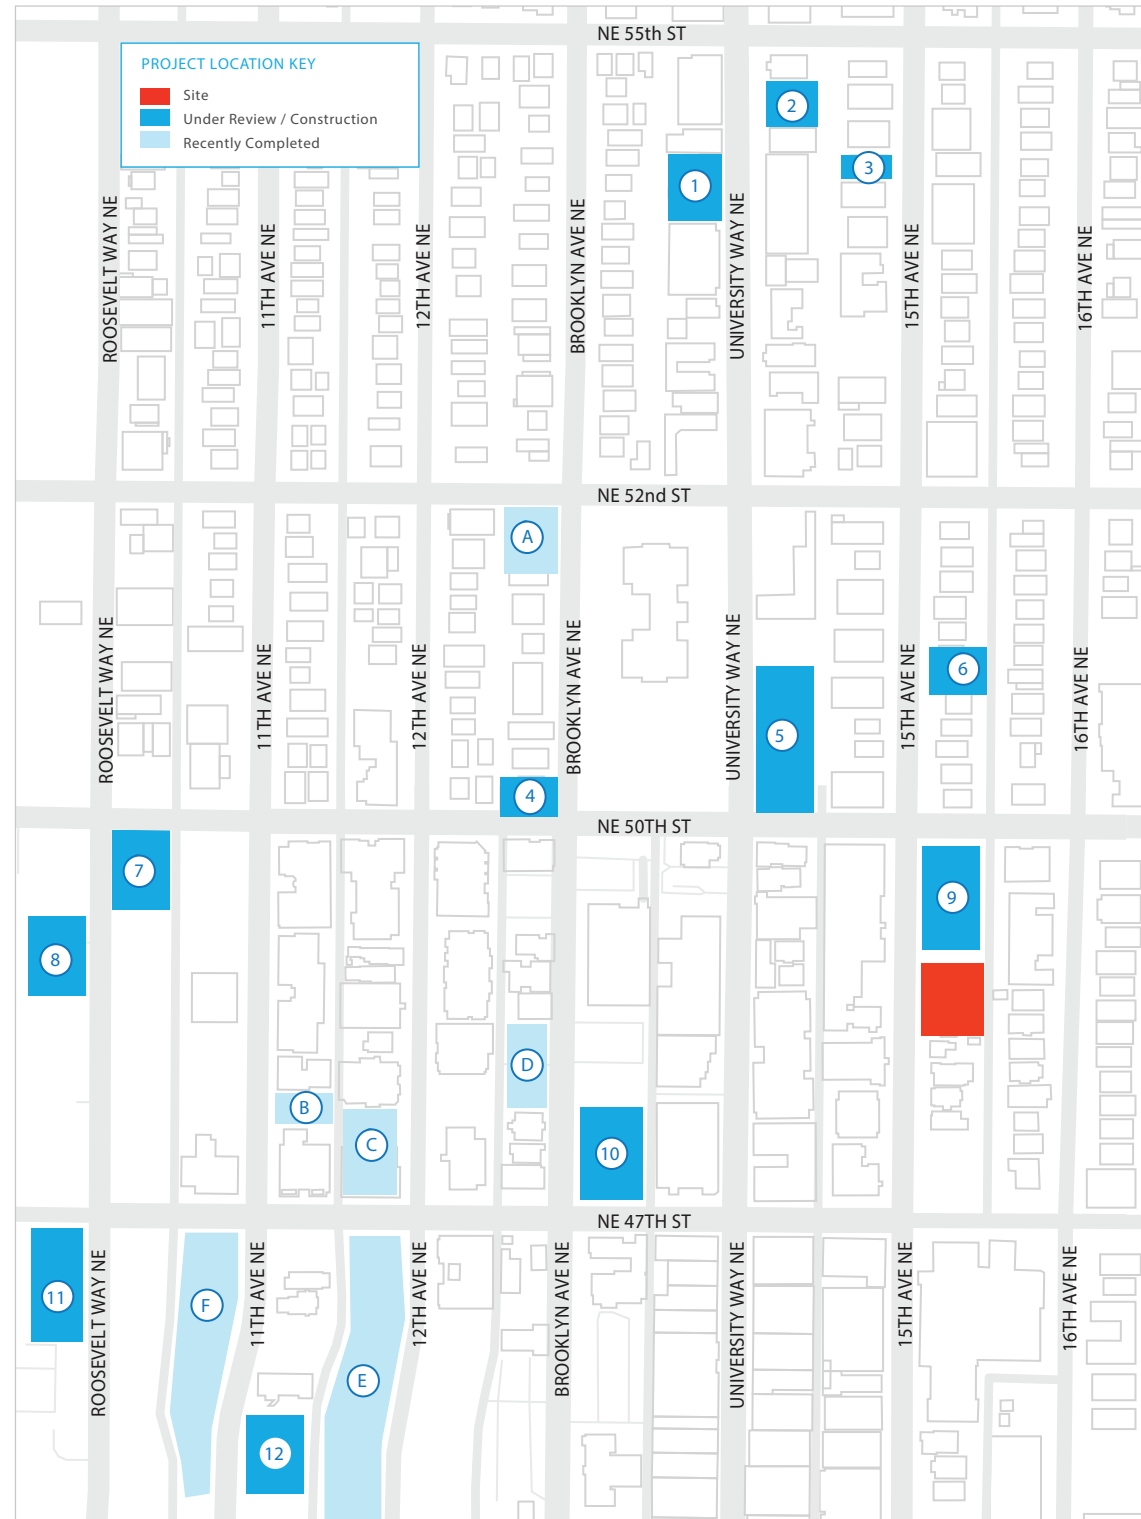 NE 55th ST
PROJECT LOCATION KEY
Site
Under Review / Construction
Recently Completed
2
3
1
ROOSEVELT WAY NE
11TH AVE NE
12TH AVE NE
BROOKLYN AVE NE
UNIVERSITY WAY NE
15TH AVE NE
16TH AVE NE
NE 52nd ST
A
ROOSEVELT WAY NE
11TH AVE NE
12TH AVE NE
BROOKLYN AVE NE
UNIVERSITY WAY NE
15TH AVE NE
16TH AVE NE
6
5
4
NE 50TH ST
7
9
8
D
B
C
10
NE 47TH ST
ROOSEVELT WAY NE
11TH AVE NE
12TH AVE NE
BROOKLYN AVE NE
UNIVERSITY WAY NE
15TH AVE NE
16TH AVE NE
11
F
E
12